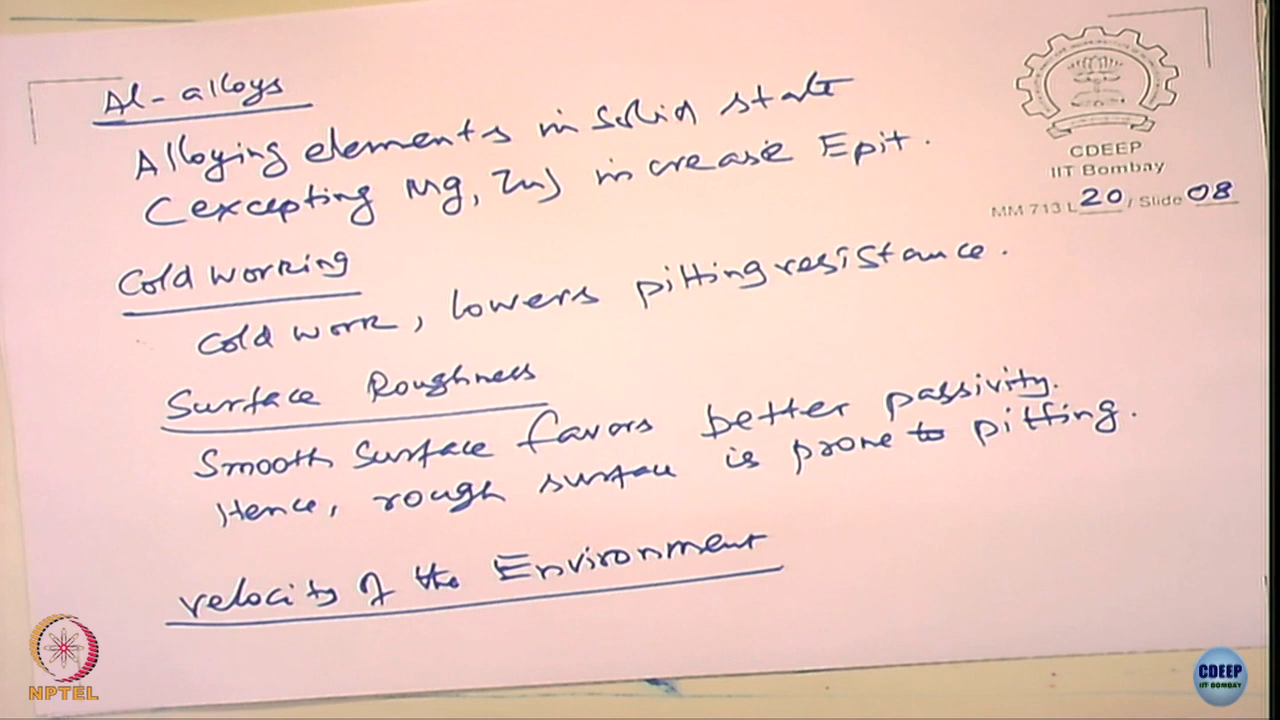 Al-alloys
Alloying elements in solid state
(excepting Mg, Zn) increase Epit.
Cold working
Cold work, lowers pitting resistance.
Surface Roughness
Smooth surface favors better passivity.
Hence, rough surface is prone to pitting.
velocity of the Environment
CDEEP
IIT Bombay
MM 713 L 20 / Slide 08
NPTEL
CDEEP
IIT BOMBAY